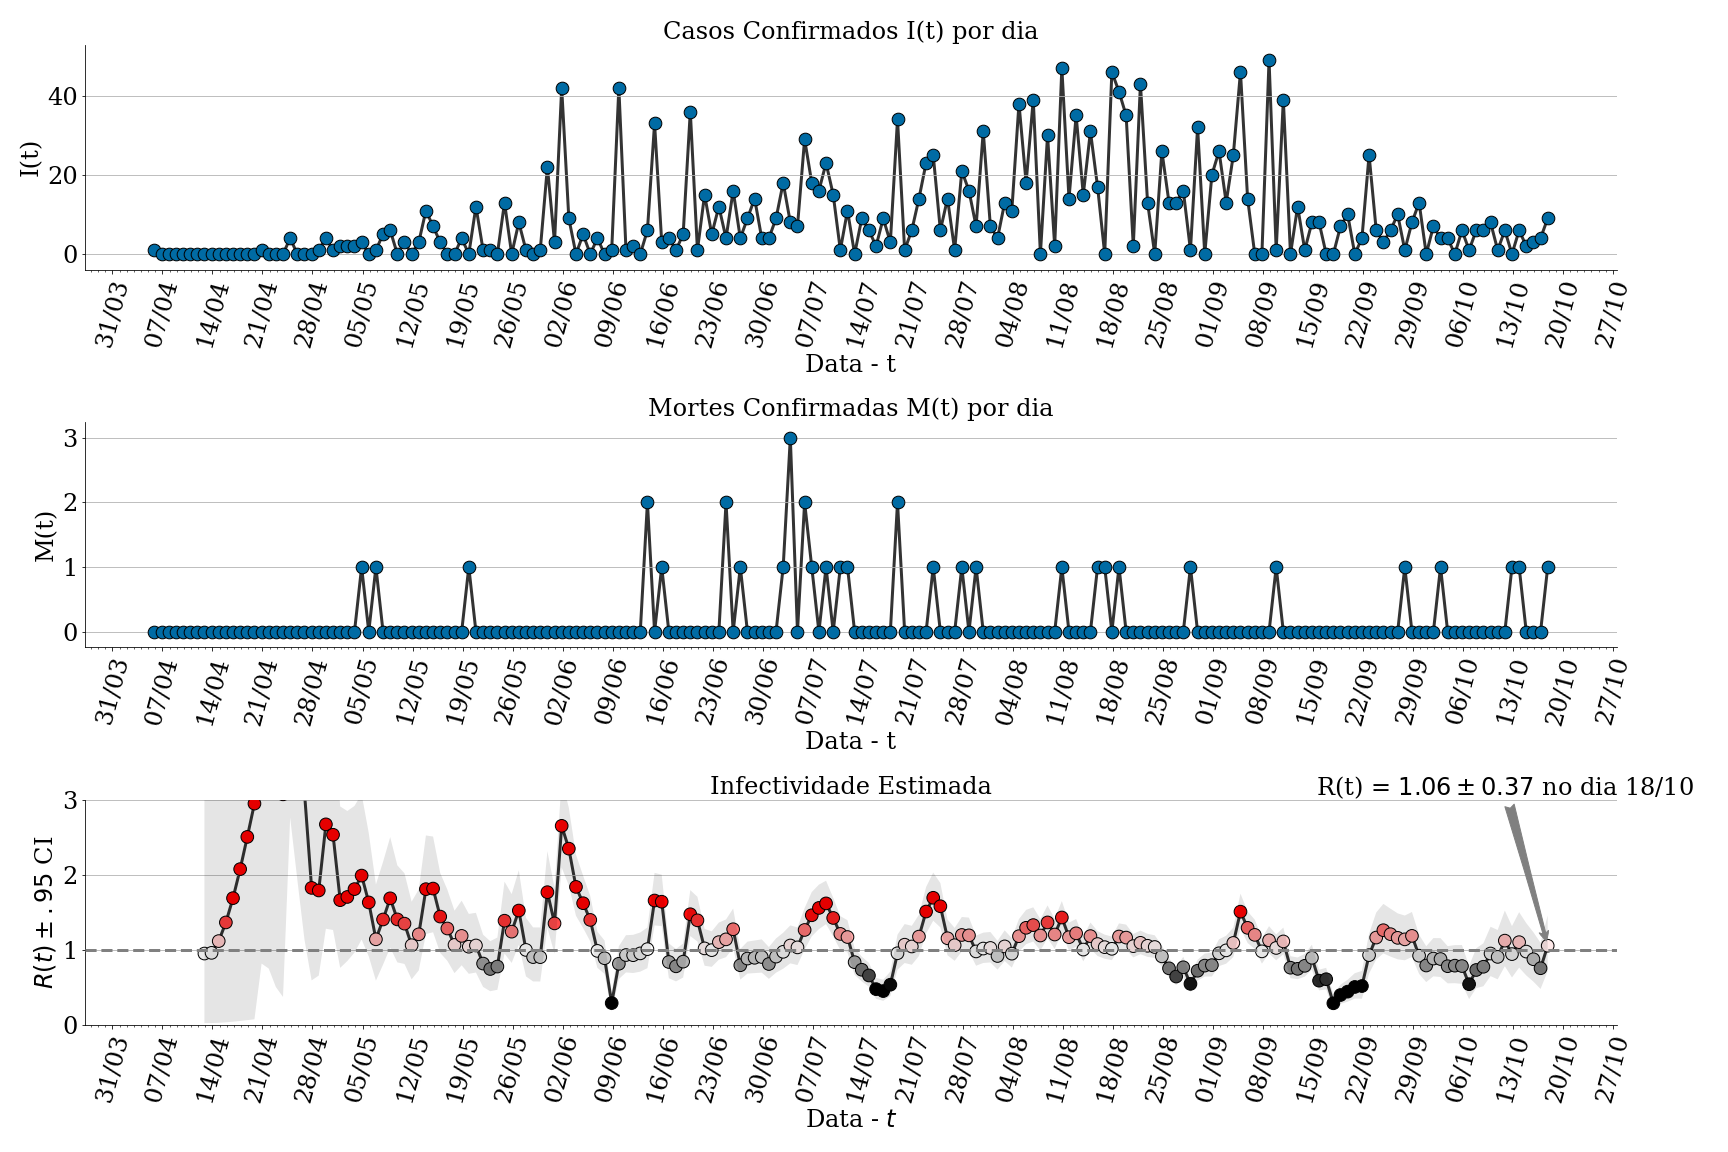 Casos Confirmados I(t) por dia
I(t)
40
20
0
31/03 07/04 14/04 21/04 28/04 05/05 12/05 19/05 26/05 02/06 09/06 16/06 23/06 30/06 07/07 14/07 21/07 28/07 04/08 11/08 18/08 25/08 01/09 08/09 15/09 22/09 29/09 06/10 13/10 20/10 27/10
Data - t
Mortes Confirmadas M(t) por dia
M(t)
3
2
1
0
31/03 07/04 14/04 21/04 28/04 05/05 12/05 19/05 26/05 02/06 09/06 16/06 23/06 30/06 07/07 14/07 21/07 28/07 04/08 11/08 18/08 25/08 01/09 08/09 15/09 22/09 29/09 06/10 13/10 20/10 27/10
Data - t
Infectividade Estimada
R(t) = 1.06 ± 0.37 no dia 18/10
R(t) ± .95 CI
3
2
1
0
31/03 07/04 14/04 21/04 28/04 05/05 12/05 19/05 26/05 02/06 09/06 16/06 23/06 30/06 07/07 14/07 21/07 28/07 04/08 11/08 18/08 25/08 01/09 08/09 15/09 22/09 29/09 06/10 13/10 20/10 27/10
Data - t